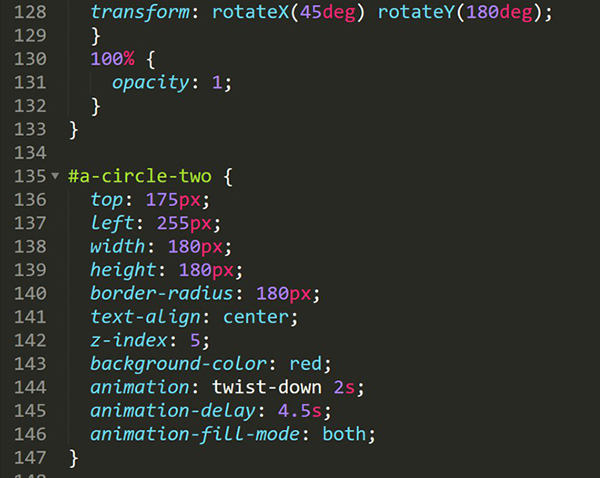 128 transform: rotateX(45deg) rotateY(180deg);
129 }
130 100% {
131 opacity: 1;
132 }
133 }
134
135 #a-circle-two {
136 top: 175px;
137 left: 255px;
138 width: 180px;
139 height: 180px;
140 border-radius: 180px;
141 text-align: center;
142 z-index: 5;
143 background-color: red;
144 animation: twist-down 2s;
145 animation-delay: 4.5s;
146 animation-fill-mode: both;
147 }